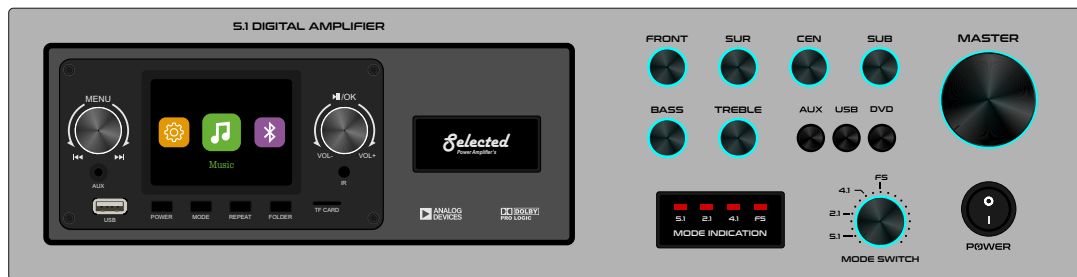 5.1 DIGITAL AMPLIFIER
MENU
/OK
VOL-
VOL+
Music
AUX
IR
USB
POWER
MODE
REPEAT
FOLDER
TF CARD
Selected
Power Amplifier's
ANALOG
DEVICES
DOLBY
PRO LOGIC
FRONT
SUR
CEN
SUB
MASTER
BASS
TREBLE
AUX
USB
DVD
5.1
2.1
4.1
FS
MODE INDICATION
FS
4.1
2.1
5.1
MODE SWITCH
POWER